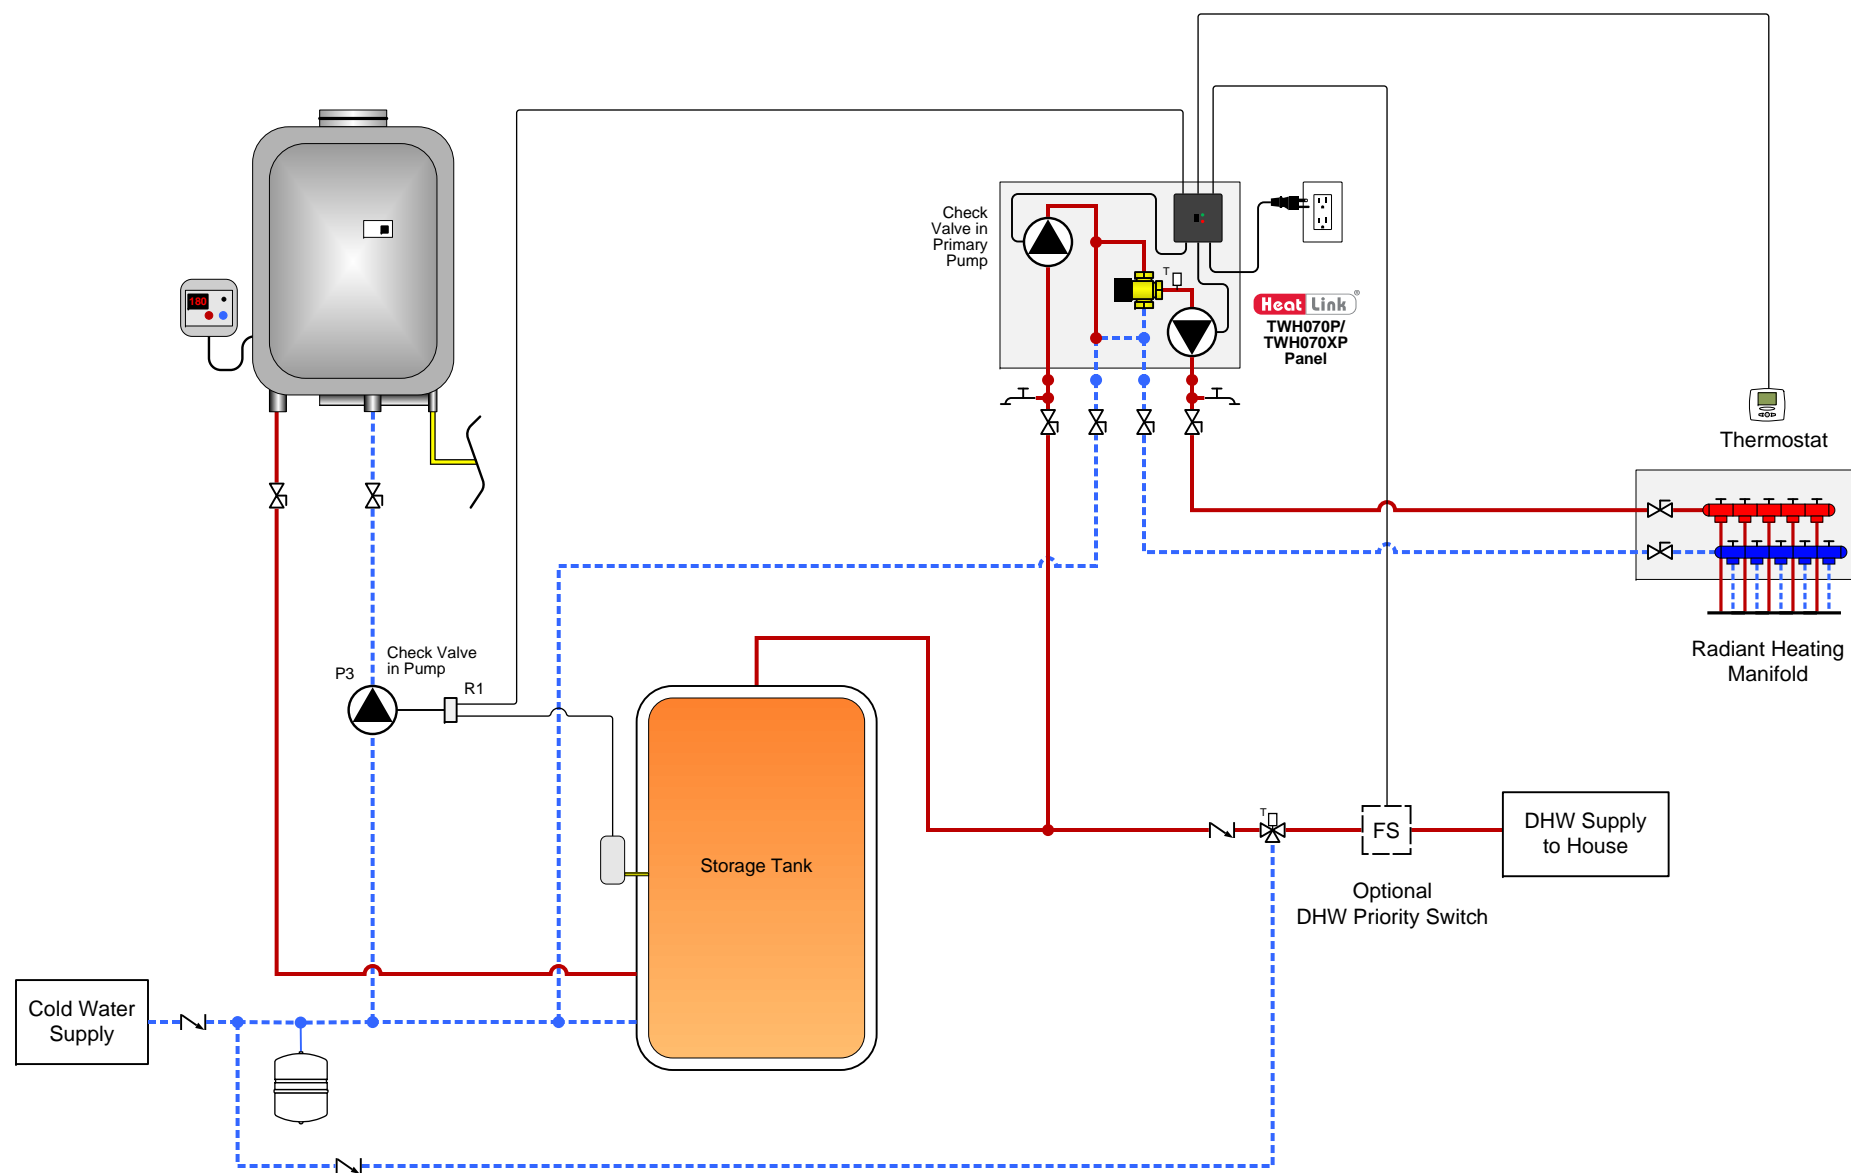 Check
Valve in
Primary
Pump
T
Heat Link®
TWH070P/
TWH070XP
Panel
180
Thermostat
Radiant Heating
Manifold
Check Valve
in Pump
P3
R1
Storage Tank
T
FS
DHW Supply
to House
Optional
DHW Priority Switch
Cold Water
Supply